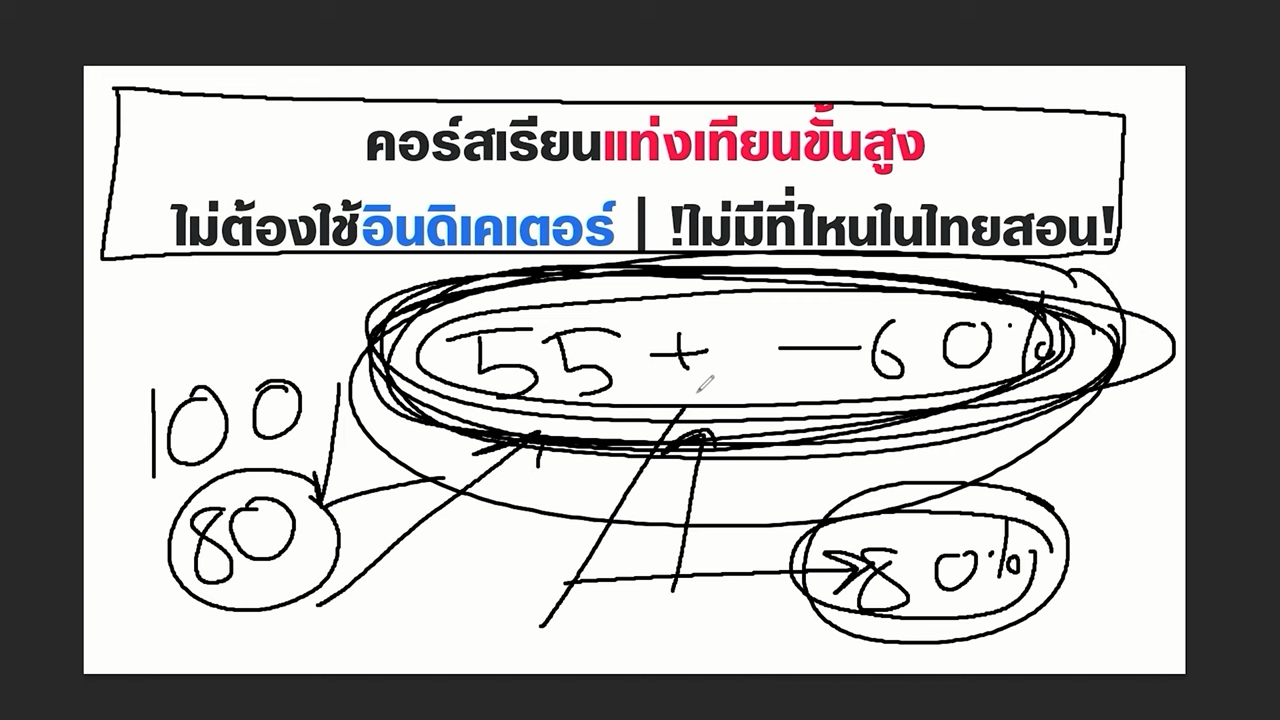 คอร์สเรียนแท่งเทียนขั้นสูง
ไม่ต้องใช้อินดิเคเตอร์ | !ไม่มีที่ไหนในไทยสอน!
55 + — 60%
100
80
80%